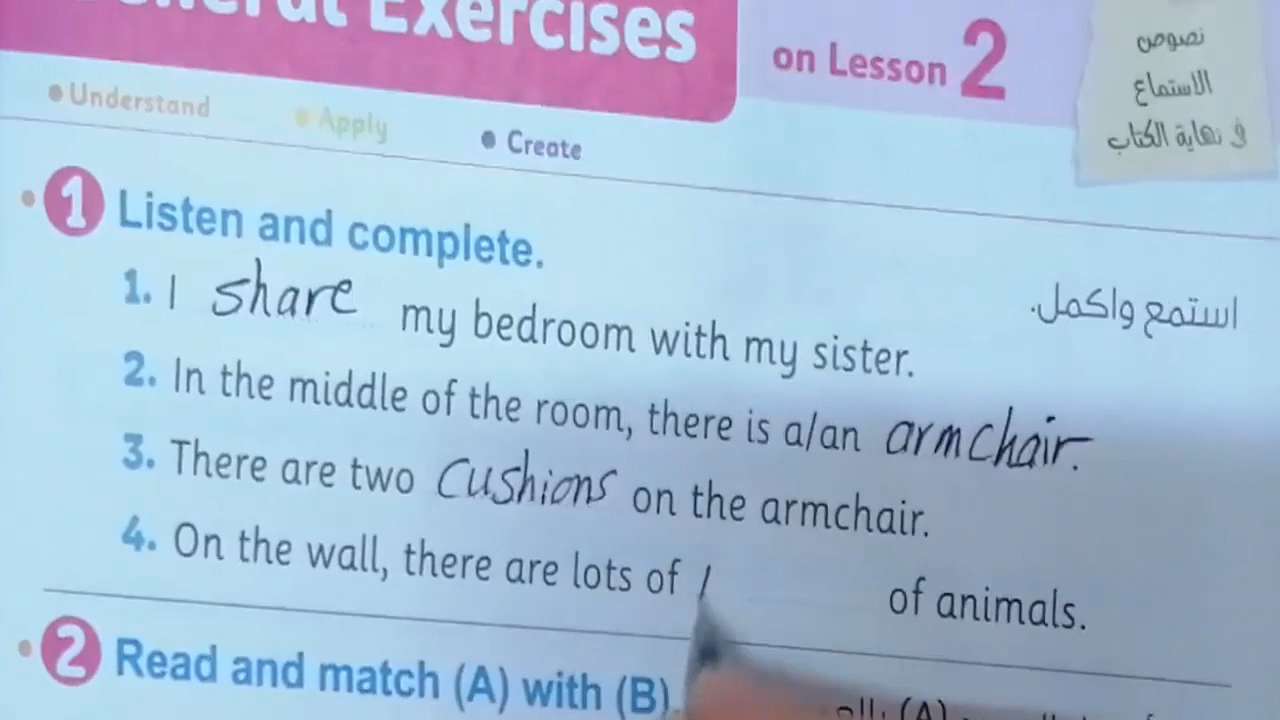 General Exercises
on Lesson 2
نصوص
الاستماع
فى نهاية الكتاب
• Understand • Apply • Create
1 Listen and complete.
استمع واكمل.
1. I share my bedroom with my sister.
2. In the middle of the room, there is a/an armchair.
3. There are two cushions on the armchair.
4. On the wall, there are lots of of animals.
2 Read and match (A) with (B).
(A)